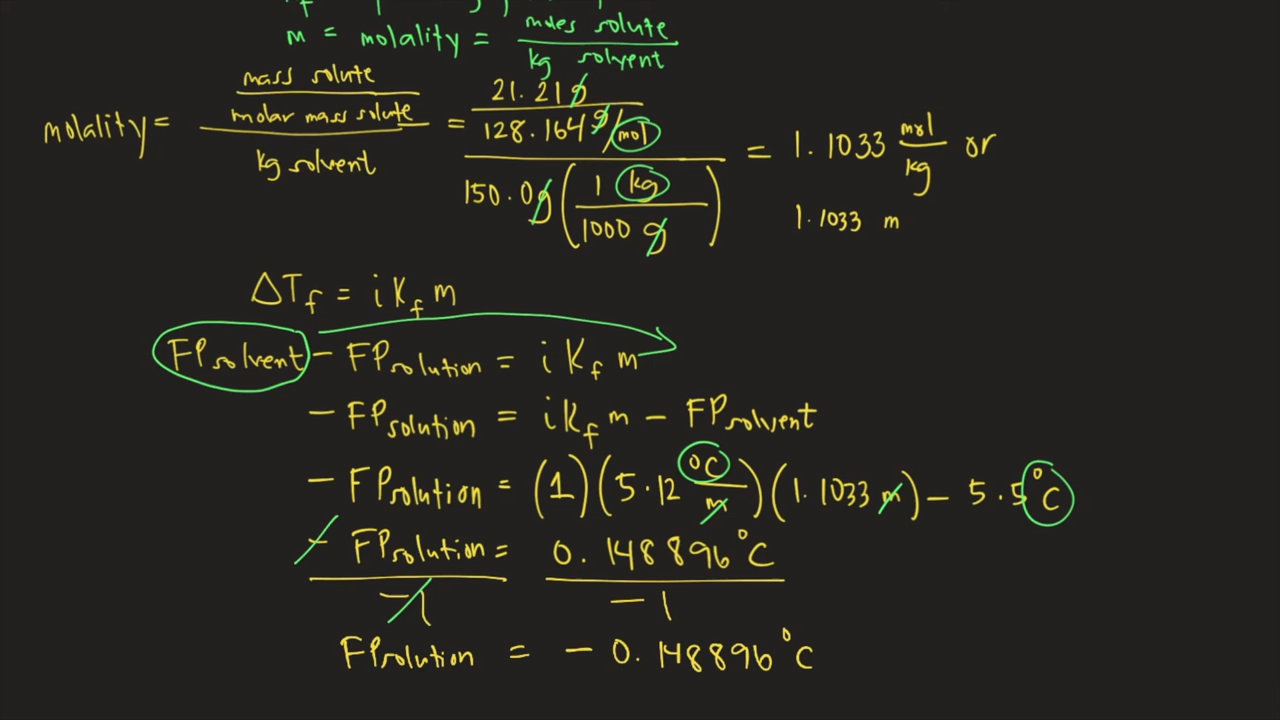 m = molality = moles solute / kg solvent
molality = (mass solute / molar mass solute) / kg solvent = (21.21g / 128.164 g/mol) / (150.0g (1 kg / 1000 g)) = 1.1033 mol/kg or
1.1033 m
ΔTf = i Kf m
FPsolvent - FPsolution = i Kf m
- FPsolution = i Kf m - FPsolvent
- FPsolution = (1)(5.12 °C/m)(1.1033 m) - 5.5 °C
- FPsolution = 0.148896 °C
-1 -1
FPsolution = - 0.148896 °C